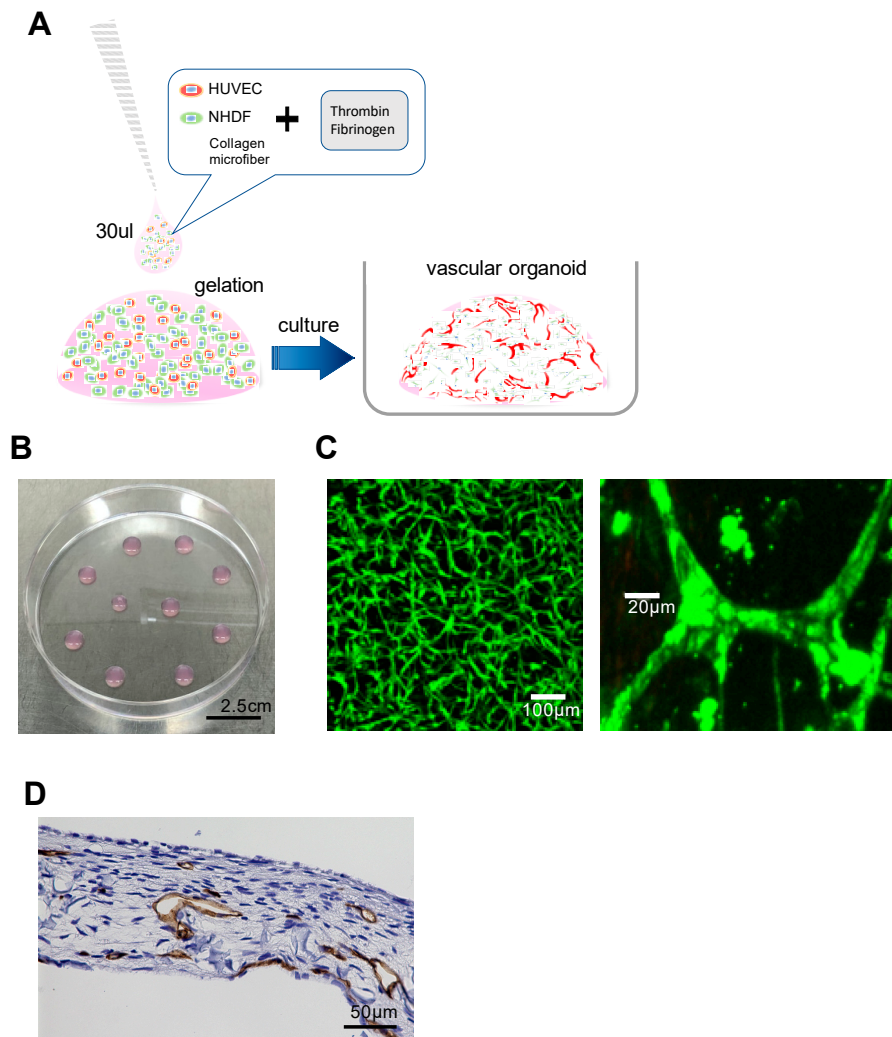 A
HUVEC
NHDF
Collagen
microfiber
+
Thrombin
Fibrinogen
30ul
gelation
culture
vascular organoid
B
2.5cm
C
100μm
20μm
D
50μm